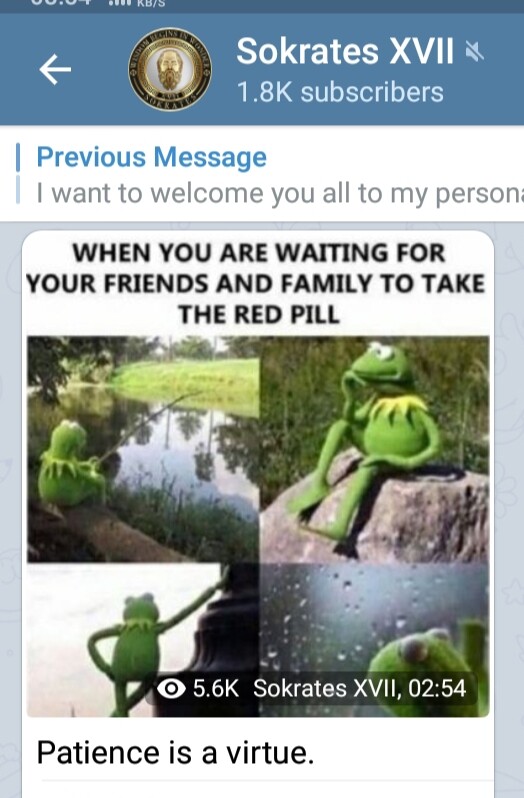 KB/S
Sokrates XVII
1.8K subscribers
Previous Message
I want to welcome you all to my persona
WHEN YOU ARE WAITING FOR
YOUR FRIENDS AND FAMILY TO TAKE
THE RED PILL
5.6K Sokrates XVII, 02:54
Patience is a virtue.